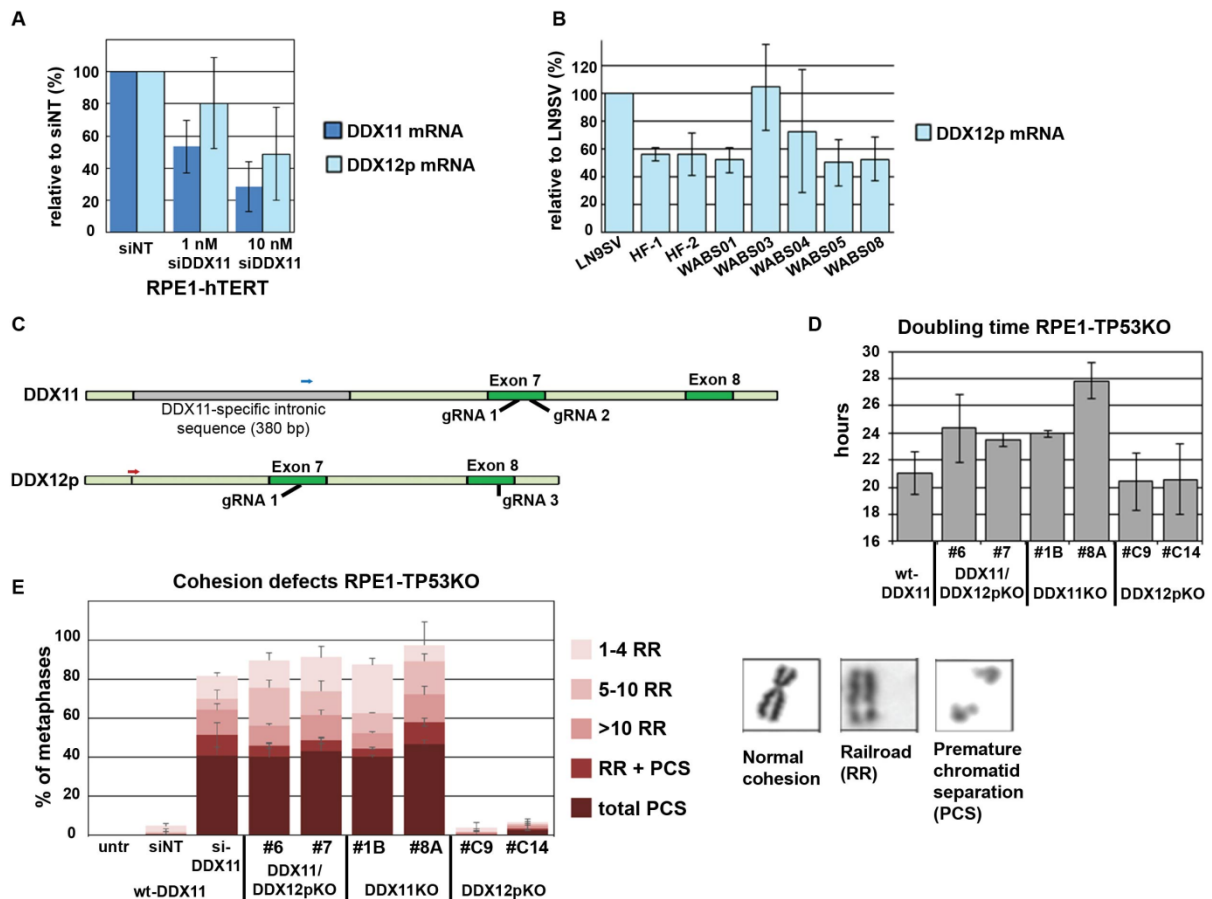 A
relative to siNT (%)
100
80
60
40
20
0
siNT
1 nM
siDDX11
10 nM
siDDX11
RPE1-hTERT
DDX11 mRNA
DDX12p mRNA
B
relative to LN9SV (%)
120
100
80
60
40
20
0
LN9SV
HF-1
HF-2
WABS01
WABS03
WABS04
WABS05
WABS08
DDX12p mRNA
C
DDX11
DDX11-specific intronic
sequence (380 bp)
Exon 7
Exon 8
gRNA 1
gRNA 2
DDX12p
Exon 7
Exon 8
gRNA 1
gRNA 3
D
Doubling time RPE1-TP53KO
hours
30
28
26
24
22
20
18
16
#6
#7
#1B
#8A
#C9
#C14
wt-
DDX11
DDX11/
DDX12pKO
DDX11KO
DDX12pKO
E
Cohesion defects RPE1-TP53KO
% of metaphases
100
80
60
40
20
0
untr
siNT
si-
DDX11
#6
#7
#1B
#8A
#C9
#C14
wt-DDX11
DDX11/
DDX12pKO
DDX11KO
DDX12pKO
1-4 RR
5-10 RR
>10 RR
RR + PCS
total PCS
Normal
cohesion
Railroad
(RR)
Premature
chromatid
separation
(PCS)